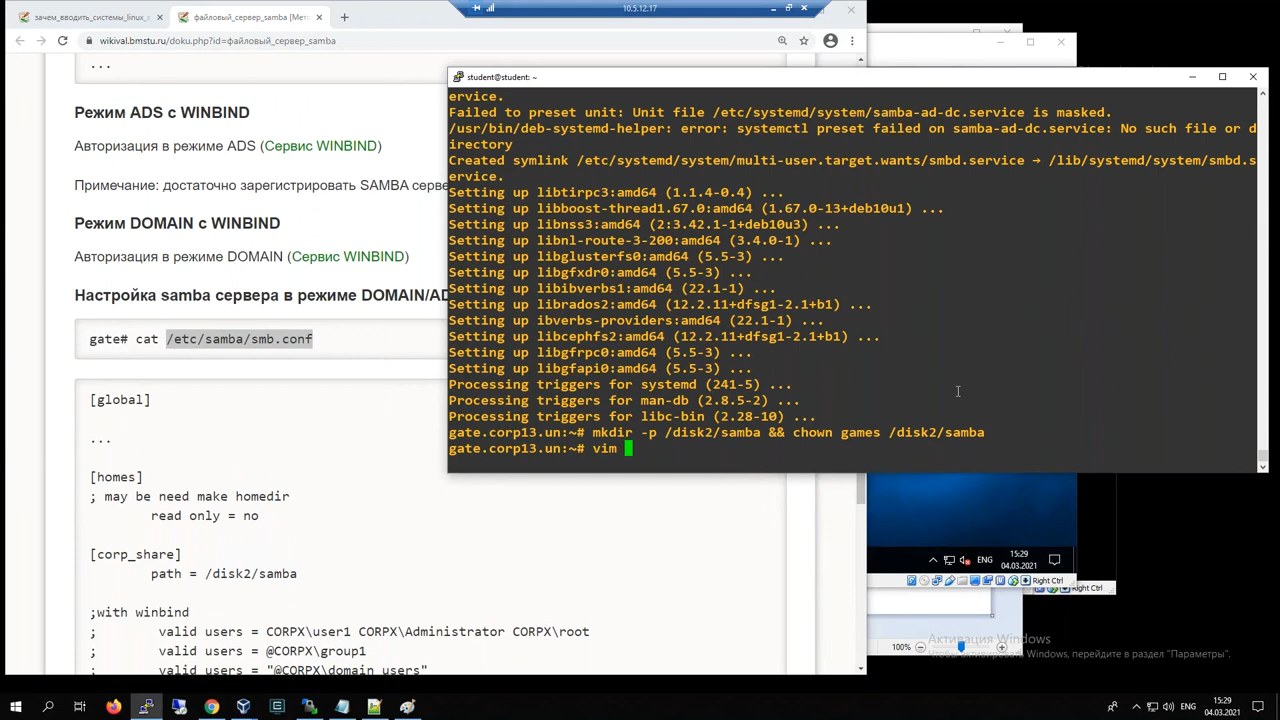 зачем_вводить_системы_linux_
файловый_сервер_samba [Мето
10.5.12.17
wikival.bmstu.ru/doku.php?id=файловый_сервер_samba
...
Режим ADS с WINBIND
Авторизация в режиме ADS (Сервис WINBIND)
Примечание: достаточно зарегистрировать SAMBA серве
Режим DOMAIN с WINBIND
Авторизация в режиме DOMAIN (Сервис WINBIND)
Настройка samba сервера в режиме DOMAIN/AD
gate# cat /etc/samba/smb.conf
[global]
...
[homes]
; may be need make homedir
read only = no
[corp_share]
path = /disk2/samba
;with winbind
; valid users = CORPX\user1 CORPX\Administrator CORPX\root
; valid users = @CORPX\group1
; valid users = "@CORPX\domain users"
student@student: ~
ervice.
Failed to preset unit: Unit file /etc/systemd/system/samba-ad-dc.service is masked.
/usr/bin/deb-systemd-helper: error: systemctl preset failed on samba-ad-dc.service: No such file or d
irectory
Created symlink /etc/systemd/system/multi-user.target.wants/smbd.service → /lib/systemd/system/smbd.s
ervice.
Setting up libtirpc3:amd64 (1.1.4-0.4) ...
Setting up libboost-thread1.67.0:amd64 (1.67.0-13+deb10u1) ...
Setting up libnss3:amd64 (2:3.42.1-1+deb10u3) ...
Setting up libnl-route-3-200:amd64 (3.4.0-1) ...
Setting up libglusterfs0:amd64 (5.5-3) ...
Setting up libgfxdr0:amd64 (5.5-3) ...
Setting up libibverbs1:amd64 (22.1-1) ...
Setting up librados2:amd64 (12.2.11+dfsg1-2.1+b1) ...
Setting up ibverbs-providers:amd64 (22.1-1) ...
Setting up libcephfs2:amd64 (12.2.11+dfsg1-2.1+b1) ...
Setting up libgfrpc0:amd64 (5.5-3) ...
Setting up libgfapi0:amd64 (5.5-3) ...
Processing triggers for systemd (241-5) ...
Processing triggers for man-db (2.8.5-2) ...
Processing triggers for libc-bin (2.28-10) ...
gate.corp13.un:~# mkdir -p /disk2/samba && chown games /disk2/samba
gate.corp13.un:~# vim
ENG
15:29
04.03.2021
Right Ctrl
Right Ctrl
100%
Активация Windows
Чтобы активировать Windows, перейдите в раздел "Параметры".
ENG
15:29
04.03.2021